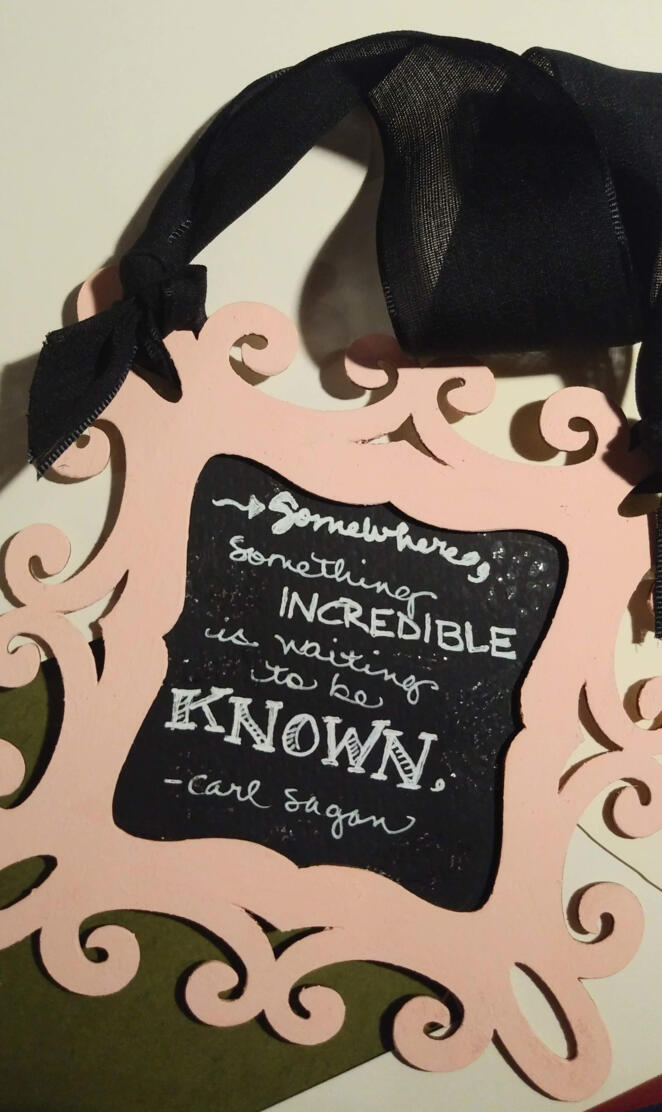 →Somewhere,
Something
INCREDIBLE
is waiting
to be
KNOWN.
-carl sagan